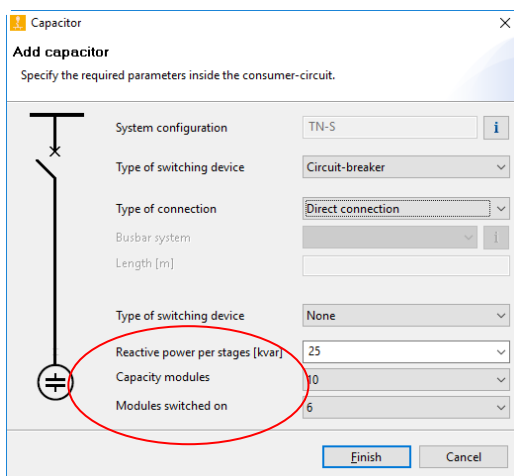 Capacitor
Add capacitor
Specify the required parameters inside the consumer-circuit.
System configuration TN-S i
Type of switching device Circuit-breaker
Type of connection Direct connection
Busbar system i
Length [m]
Type of switching device None
Reactive power per stages [kvar] 25
Capacity modules 10
Modules switched on 6
Finish Cancel